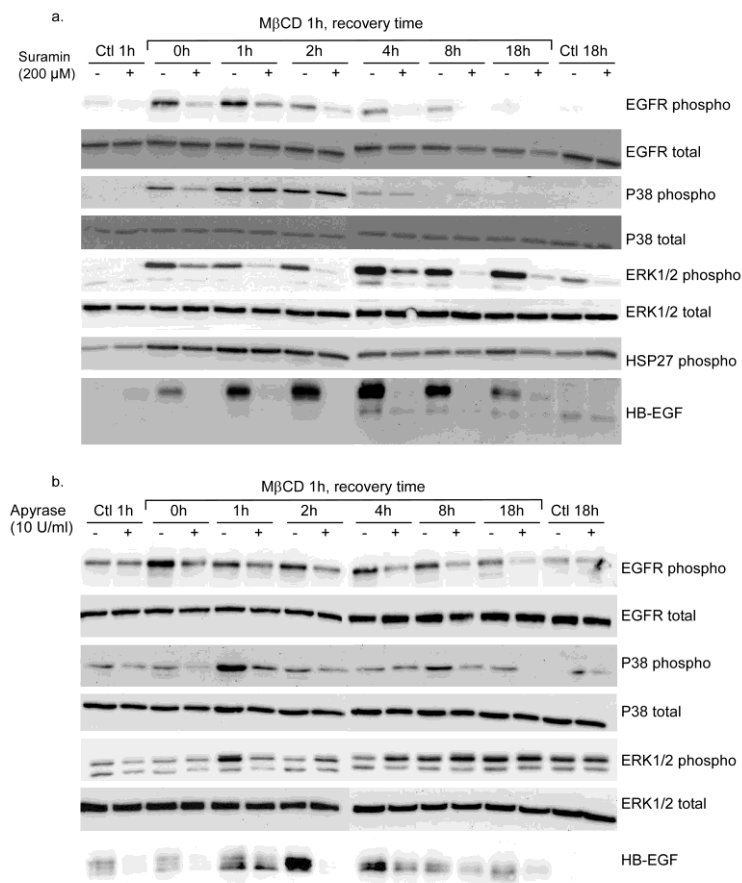 a.
MβCD 1h, recovery time
Ctl 1h 0h 1h 2h 4h 8h 18h Ctl 18h
Suramin
(200 µM)
- + - + - + - + - + - + - + - +
EGFR phospho
EGFR total
P38 phospho
P38 total
ERK1/2 phospho
ERK1/2 total
HSP27 phospho
HB-EGF
b.
MβCD 1h, recovery time
Ctl 1h 0h 1h 2h 4h 8h 18h Ctl 18h
Apyrase
(10 U/ml)
- + - + - + - + - + - + - + - +
EGFR phospho
EGFR total
P38 phospho
P38 total
ERK1/2 phospho
ERK1/2 total
HB-EGF